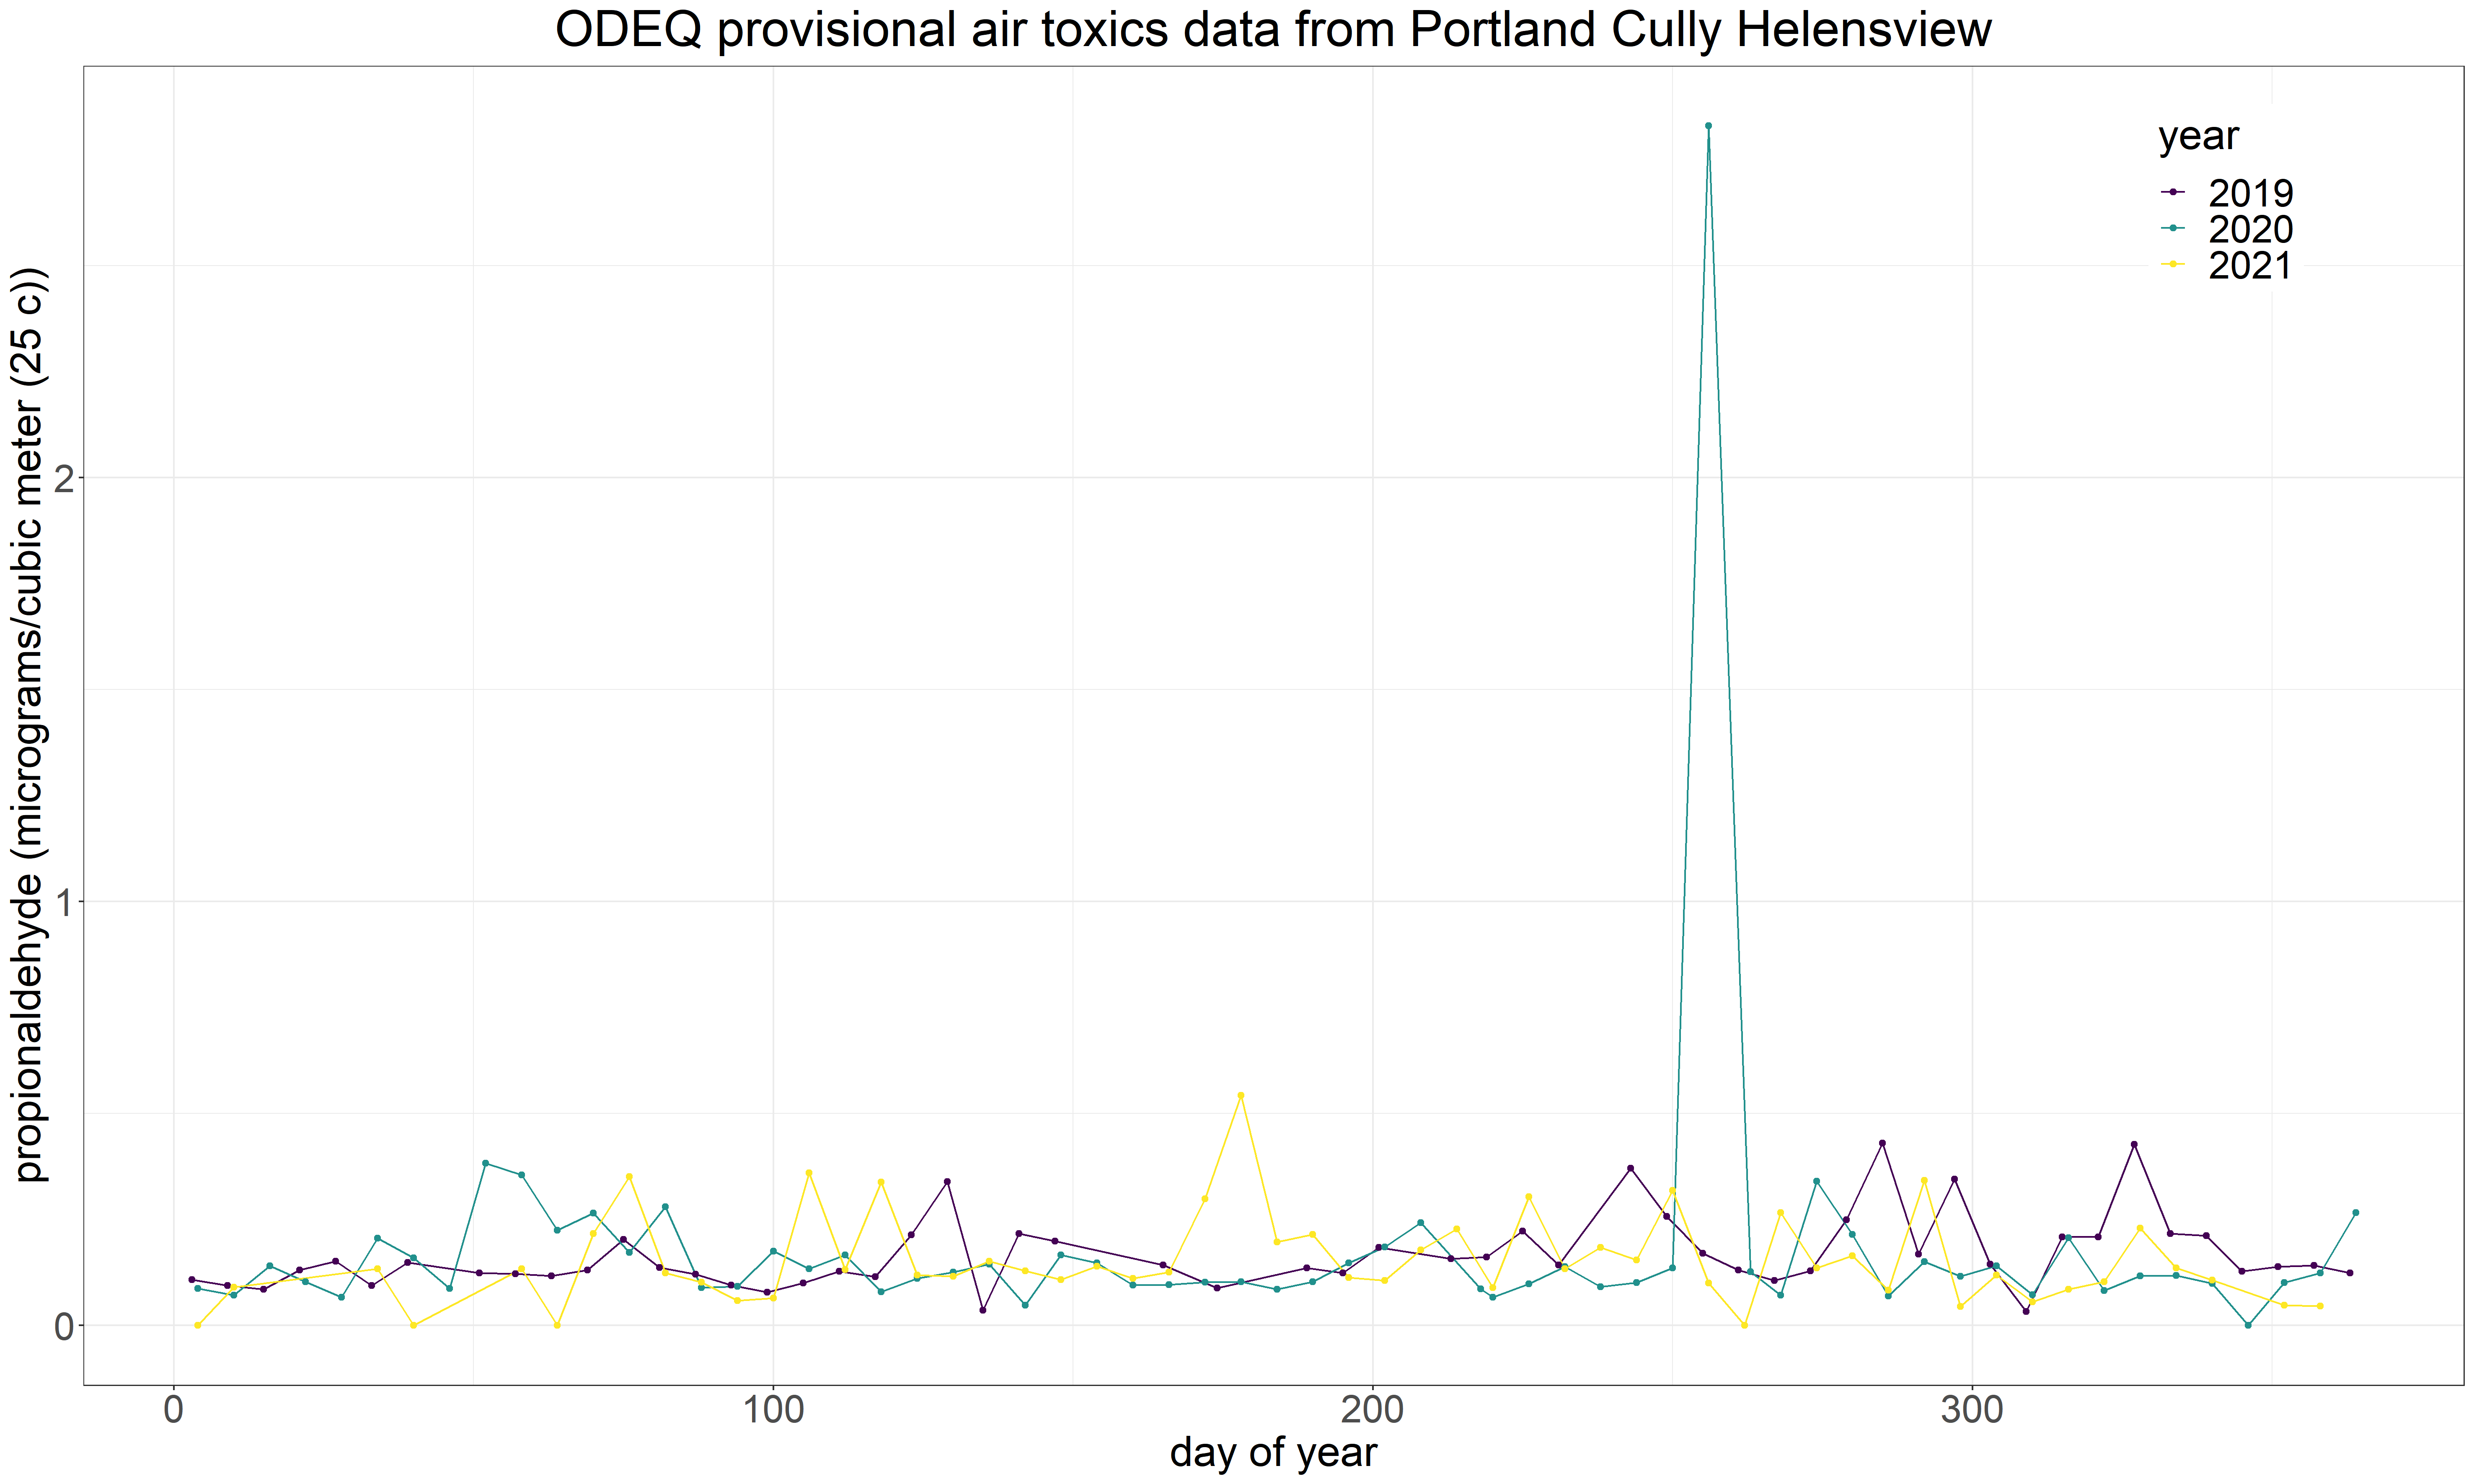 ODEQ provisional air toxics data from Portland Cully Helensview
propionaldehyde (micrograms/cubic meter (25 c))
year
2019
2020
2021
2
1
0
0 100 200 300
day of year